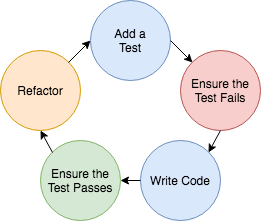 Add a
Test
Ensure the
Test Fails
Write Code
Ensure the
Test Passes
Refactor